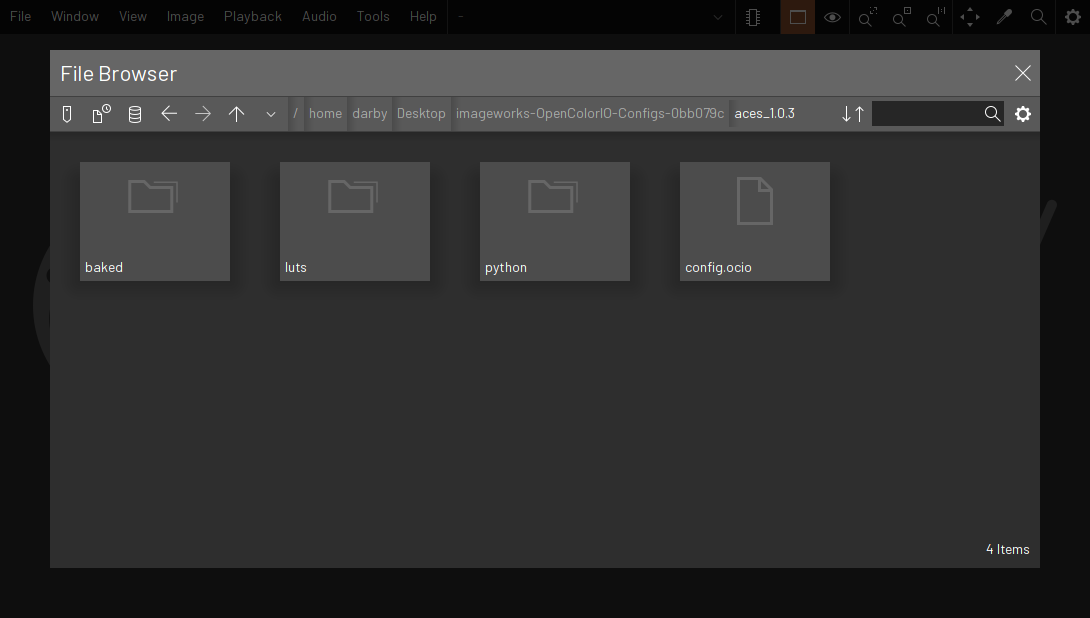 File Window View Image Playback Audio Tools Help -
File Browser
/ home darby Desktop imageworks-OpenColorIO-Configs-0bb079c aces_1.0.3
baked luts python config.ocio
4 Items